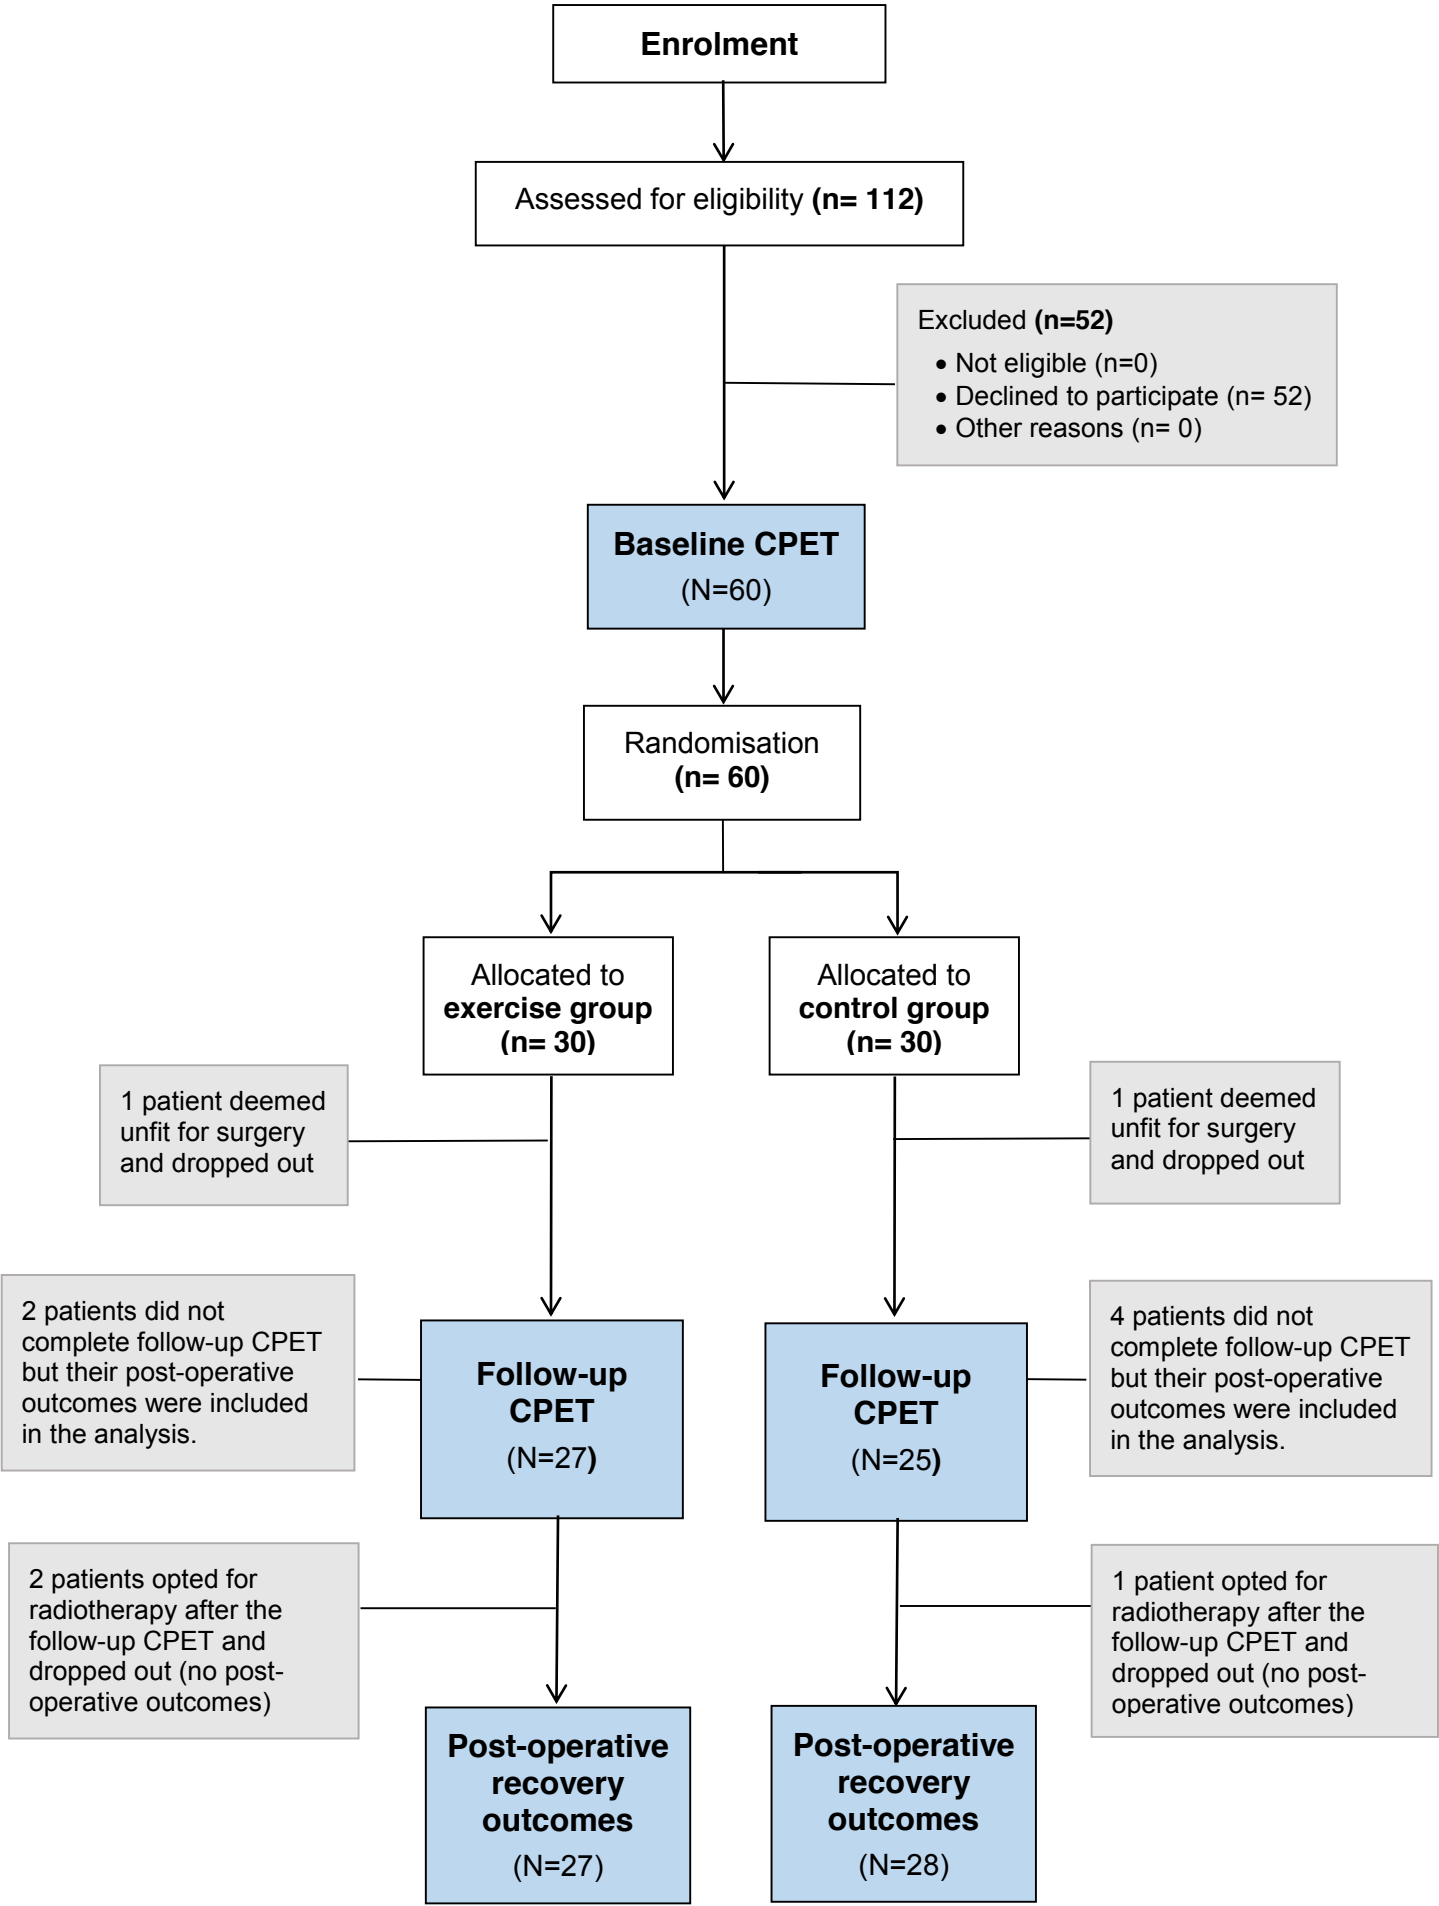 Enrolment
Assessed for eligibility (n= 112)
Excluded (n=52)
• Not eligible (n=0)
• Declined to participate (n= 52)
• Other reasons (n= 0)
Baseline CPET
(N=60)
Randomisation
(n= 60)
Allocated to
exercise group
(n= 30)
Allocated to
control group
(n= 30)
1 patient deemed
unfit for surgery
and dropped out
1 patient deemed
unfit for surgery
and dropped out
2 patients did not
complete follow-up CPET
but their post-operative
outcomes were included
in the analysis.
Follow-up
CPET
(N=27)
Follow-up
CPET
(N=25)
4 patients did not
complete follow-up CPET
but their post-operative
outcomes were included
in the analysis.
2 patients opted for
radiotherapy after the
follow-up CPET and
dropped out (no post-
operative outcomes)
1 patient opted for
radiotherapy after the
follow-up CPET and
dropped out (no post-
operative outcomes)
Post-operative
recovery
outcomes
(N=27)
Post-operative
recovery
outcomes
(N=28)